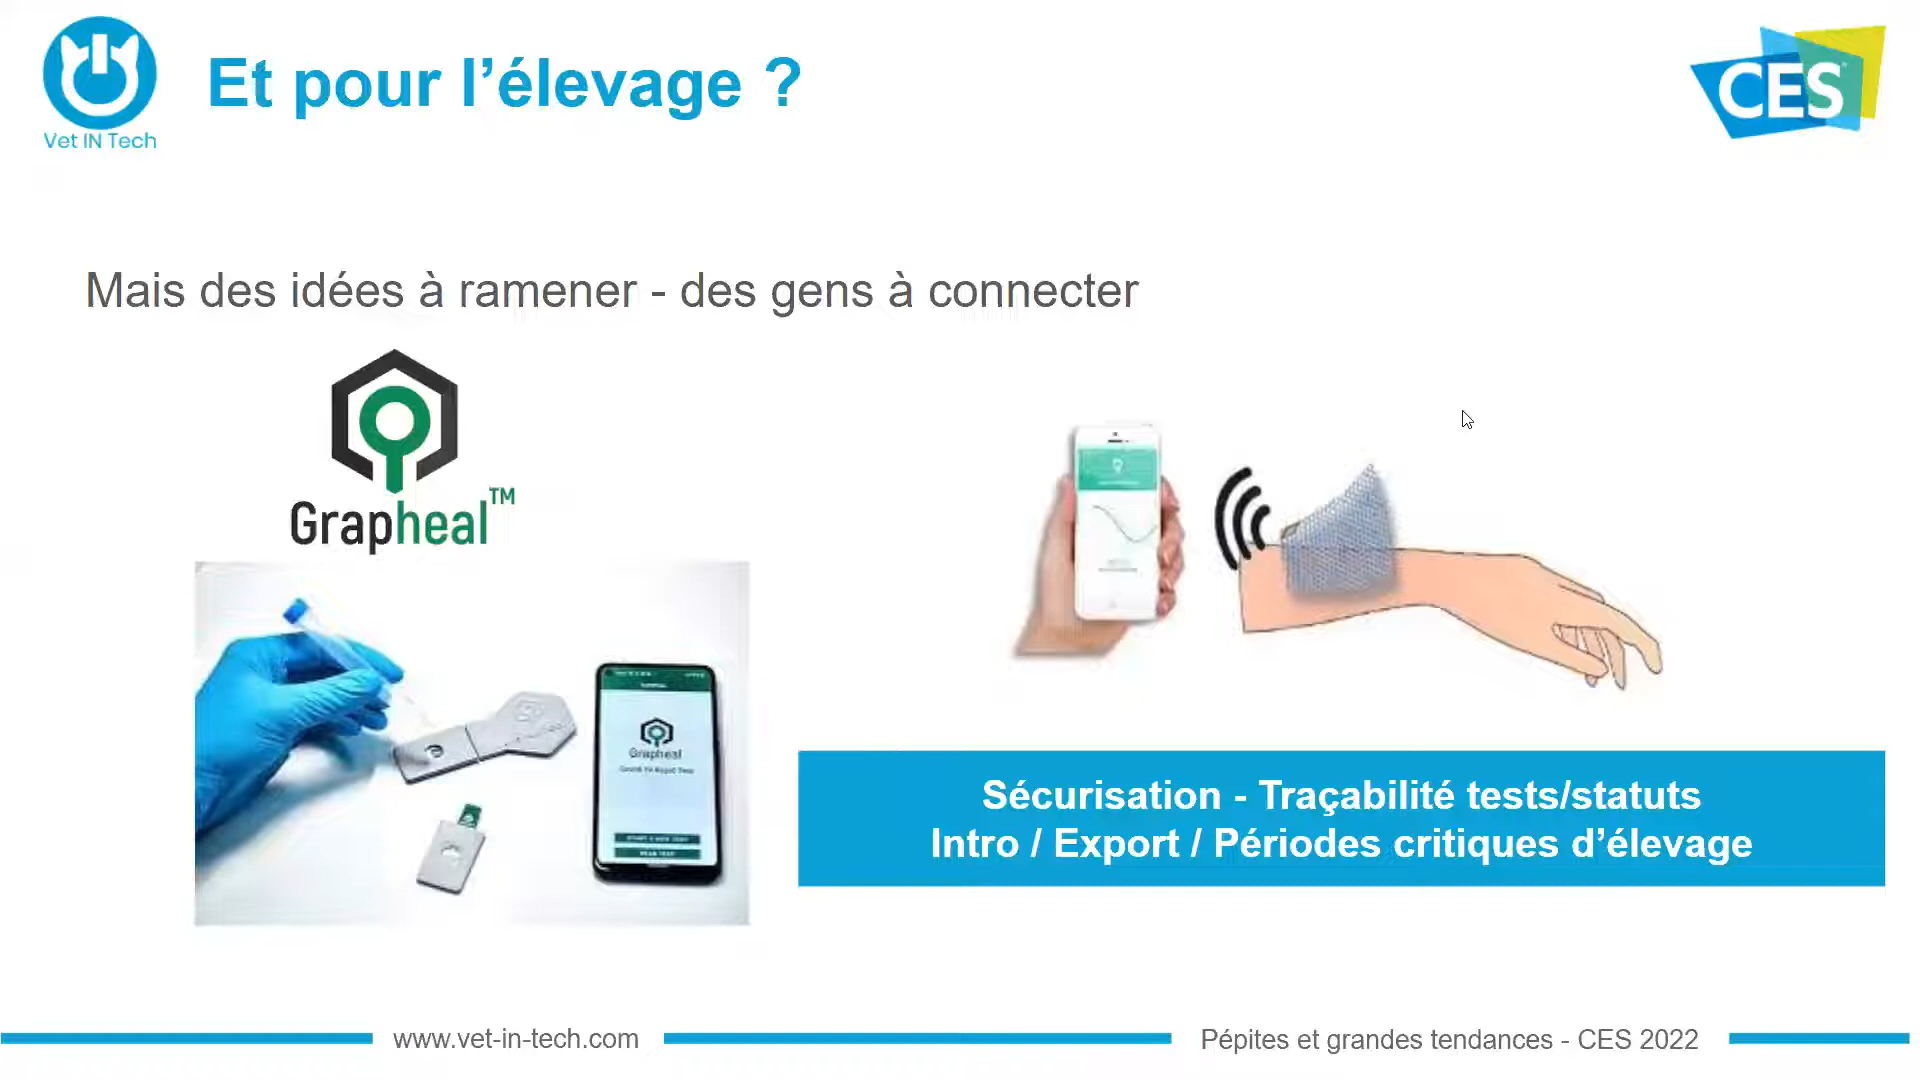 Vet IN Tech
Et pour l’élevage ?
CES
Mais des idées à ramener - des gens à connecter
Grapheal™
Grapheal
Sécurisation - Traçabilité tests/statuts
Intro / Export / Périodes critiques d’élevage
www.vet-in-tech.com
Pépites et grandes tendances - CES 2022